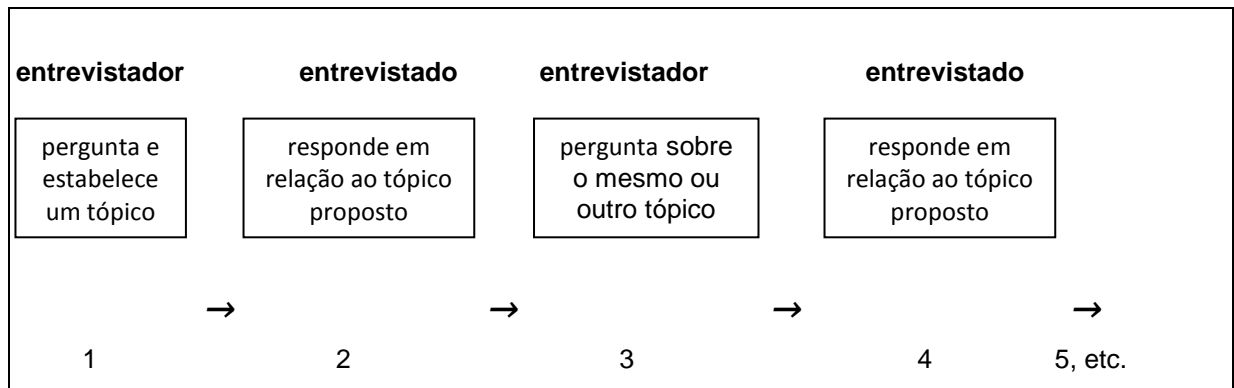 entrevistador entrevistado entrevistador entrevistado
pergunta e
estabelece
um tópico
responde em
relação ao tópico
proposto
pergunta sobre
o mesmo ou
outro tópico
responde em
relação ao tópico
proposto
→ → → →
1 2 3 4 5, etc.